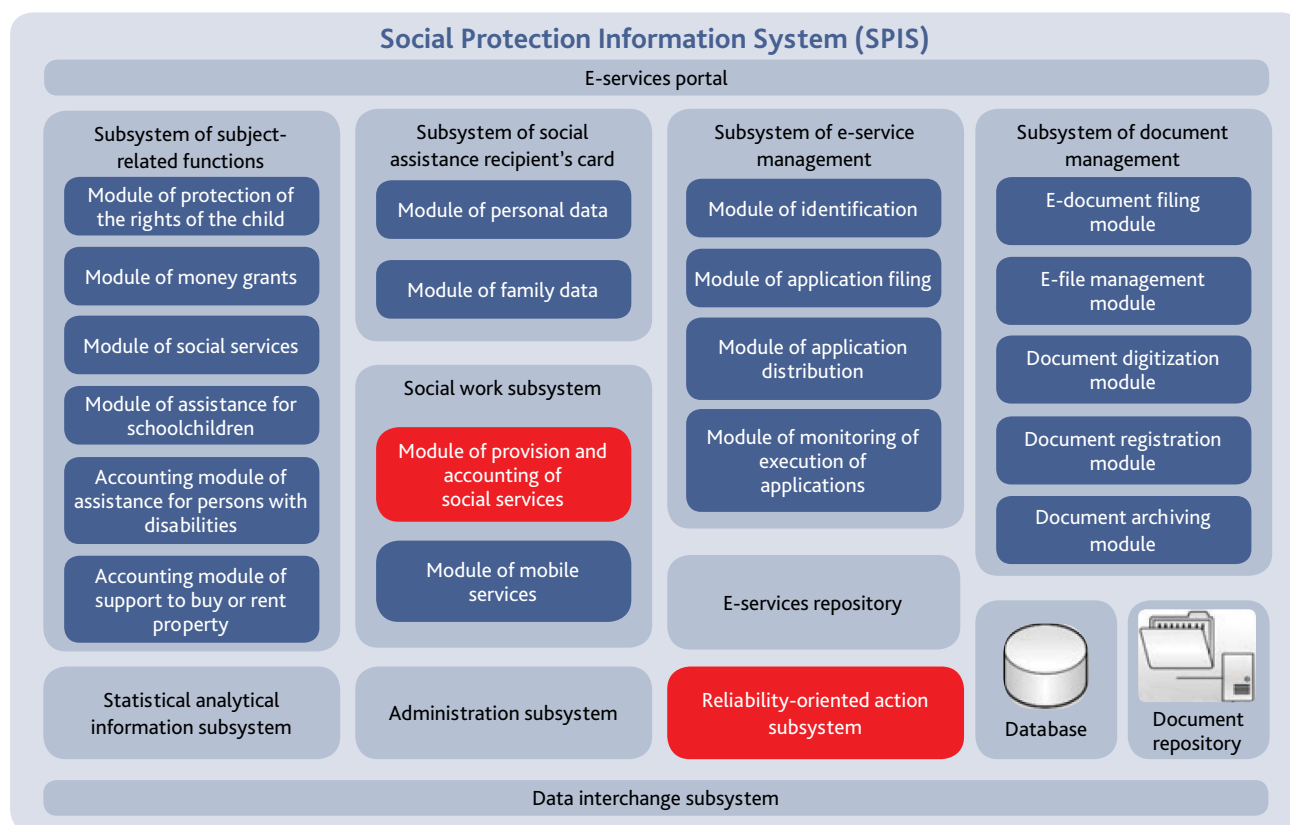 Social Protection Information System (SPIS)
E-services portal
Subsystem of subject-
related functions
Module of protection of
the rights of the child
Module of money grants
Module of social services
Module of assistance for
schoolchildren
Accounting module of
assistance for persons with
disabilities
Accounting module of
support to buy or rent
property
Subsystem of social
assistance recipient's card
Module of personal data
Module of family data
Social work subsystem
Module of provision and
accounting of
social services
Module of mobile
services
Subsystem of e-service
management
Module of identification
Module of application filing
Module of application
distribution
Module of monitoring of
execution of
applications
E-services repository
Subsystem of document
management
E-document filing
module
E-file management
module
Document digitization
module
Document registration
module
Document archiving
module
Statistical analytical
information subsystem
Administration subsystem
Reliability-oriented action
subsystem
Database
Document
repository
Data interchange subsystem